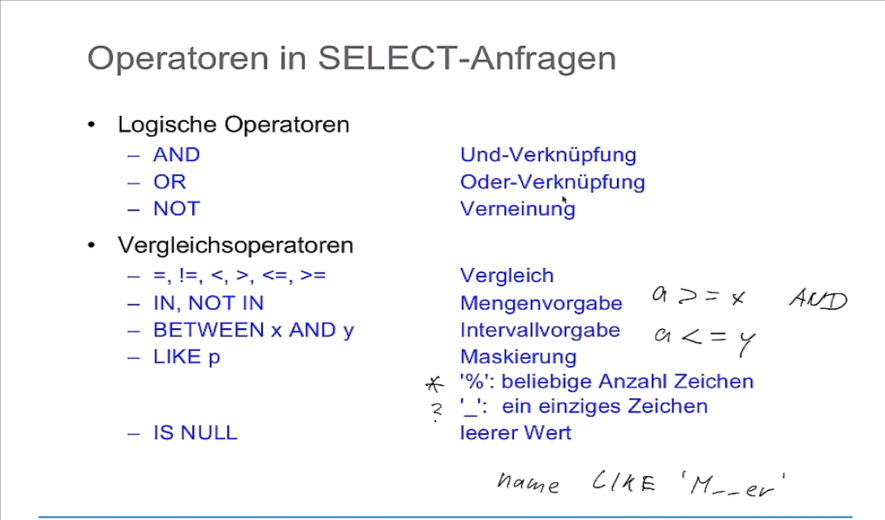 Operatoren in SELECT-Anfragen
• Logische Operatoren
– AND Und-Verknüpfung
– OR Oder-Verknüpfung
– NOT Verneinung
• Vergleichsoperatoren
– =, !=, <, >, <=, >= Vergleich
– IN, NOT IN Mengenvorgabe a >= x AND
– BETWEEN x AND y Intervallvorgabe a <= y
– LIKE p Maskierung
* '%': beliebige Anzahl Zeichen
? '_': ein einziges Zeichen
– IS NULL leerer Wert
name LIKE 'M__er'